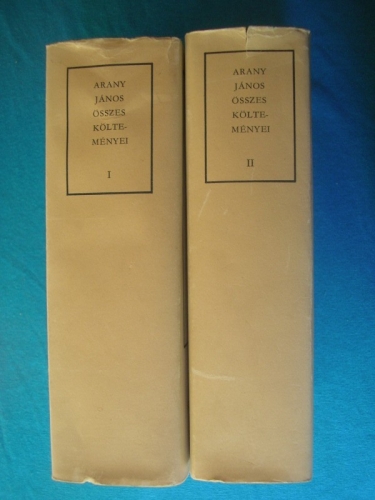 ARANY
JÁNOS
ÖSSZES
KÖLTE-
MÉNYEI
I
ARANY
JÁNOS
ÖSSZES
KÖLTE-
MÉNYEI
II